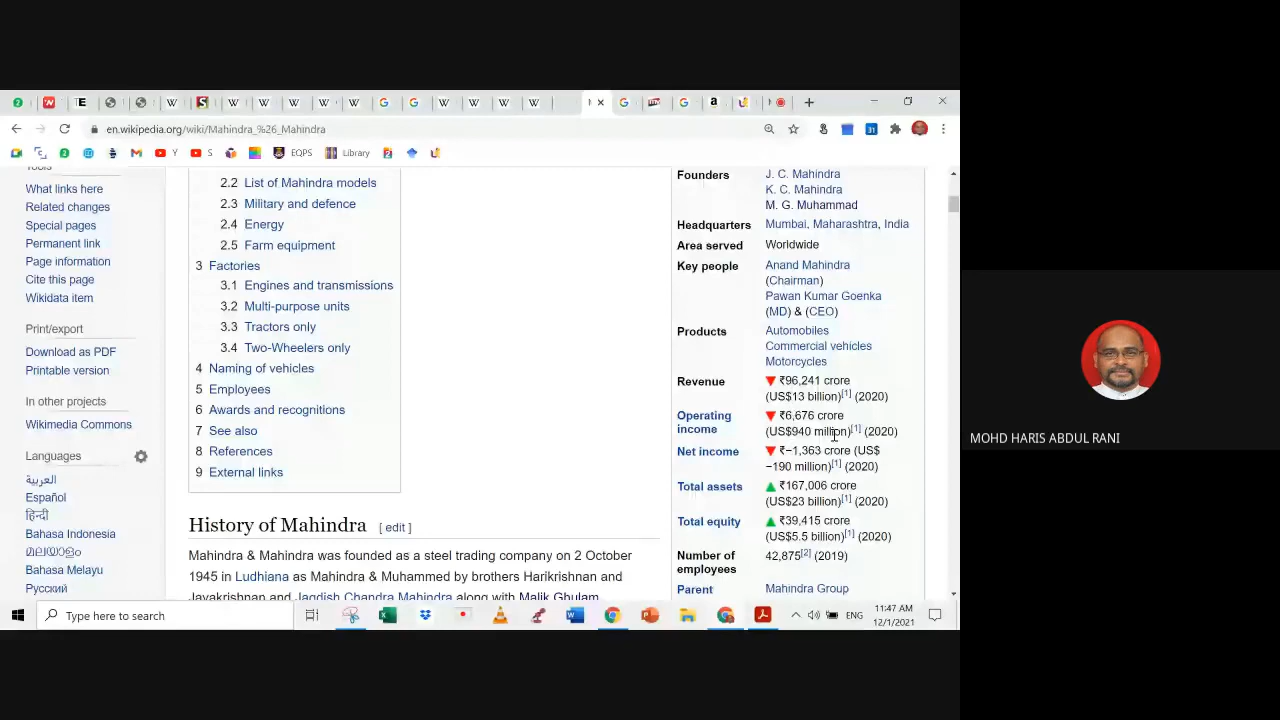 en.wikipedia.org/wiki/Mahindra_%26_Mahindra
Y
S
EQPS
Library
Tools
What links here
Related changes
Special pages
Permanent link
Page information
Cite this page
Wikidata item
Print/export
Download as PDF
Printable version
In other projects
Wikimedia Commons
Languages
العربية
Español
हिन्दी
Bahasa Indonesia
മലയാളം
Bahasa Melayu
Русский
2.2 List of Mahindra models
2.3 Military and defence
2.4 Energy
2.5 Farm equipment
3 Factories
3.1 Engines and transmissions
3.2 Multi-purpose units
3.3 Tractors only
3.4 Two-Wheelers only
4 Naming of vehicles
5 Employees
6 Awards and recognitions
7 See also
8 References
9 External links
History of Mahindra [ edit ]
Mahindra & Mahindra was founded as a steel trading company on 2 October
1945 in Ludhiana as Mahindra & Muhammed by brothers Harikrishnan and
Jayakrishnan and Jagdish Chandra Mahindra along with Malik Ghulam
Founders J. C. Mahindra
K. C. Mahindra
M. G. Muhammad
Headquarters Mumbai, Maharashtra, India
Area served Worldwide
Key people Anand Mahindra
(Chairman)
Pawan Kumar Goenka
(MD) & (CEO)
Products Automobiles
Commercial vehicles
Motorcycles
Revenue ▼ ₹96,241 crore
(US$13 billion)[1] (2020)
Operating income ▼ ₹6,676 crore
(US$940 million)[1] (2020)
Net income ▼ ₹−1,363 crore (US$
−190 million)[1] (2020)
Total assets ▲ ₹167,006 crore
(US$23 billion)[1] (2020)
Total equity ▲ ₹39,415 crore
(US$5.5 billion)[1] (2020)
Number of employees 42,875[2] (2019)
Parent Mahindra Group
Type here to search
ENG
11:47 AM
12/1/2021
MOHD HARIS ABDUL RANI